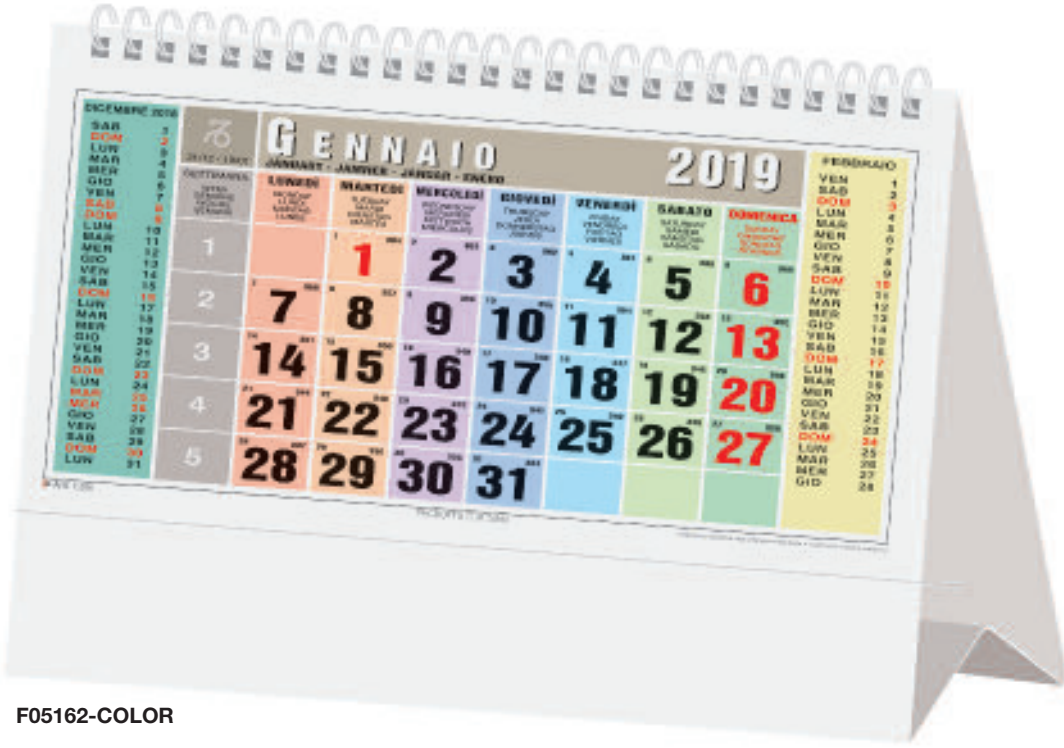 DICEMBRE 2018
SAB 1
DOM 2
LUN 3
MAR 4
MER 5
GIO 6
VEN 7
SAB 8
DOM 9
LUN 10
MAR 11
MER 12
GIO 13
VEN 14
SAB 15
DOM 16
LUN 17
MAR 18
MER 19
GIO 20
VEN 21
SAB 22
DOM 23
LUN 24
MAR 25
MER 26
GIO 27
VEN 28
SAB 29
DOM 30
LUN 31
GENNAIO 2019
JANUARY - JANVIER - JANUAR - ENERO
SETTIMANA
LUNEDÌ MARTEDÌ MERCOLEDÌ GIOVEDÌ VENERDÌ SABATO DOMENICA
1 1 2 3 4 5 6
2 7 8 9 10 11 12 13
3 14 15 16 17 18 19 20
4 21 22 23 24 25 26 27
5 28 29 30 31
FEBBRAIO
VEN 1
SAB 2
DOM 3
LUN 4
MAR 5
MER 6
GIO 7
VEN 8
SAB 9
DOM 10
LUN 11
MAR 12
MER 13
GIO 14
VEN 15
SAB 16
DOM 17
LUN 18
MAR 19
MER 20
GIO 21
VEN 22
SAB 23
DOM 24
LUN 25
MAR 26
MER 27
GIO 28
F05162-COLOR